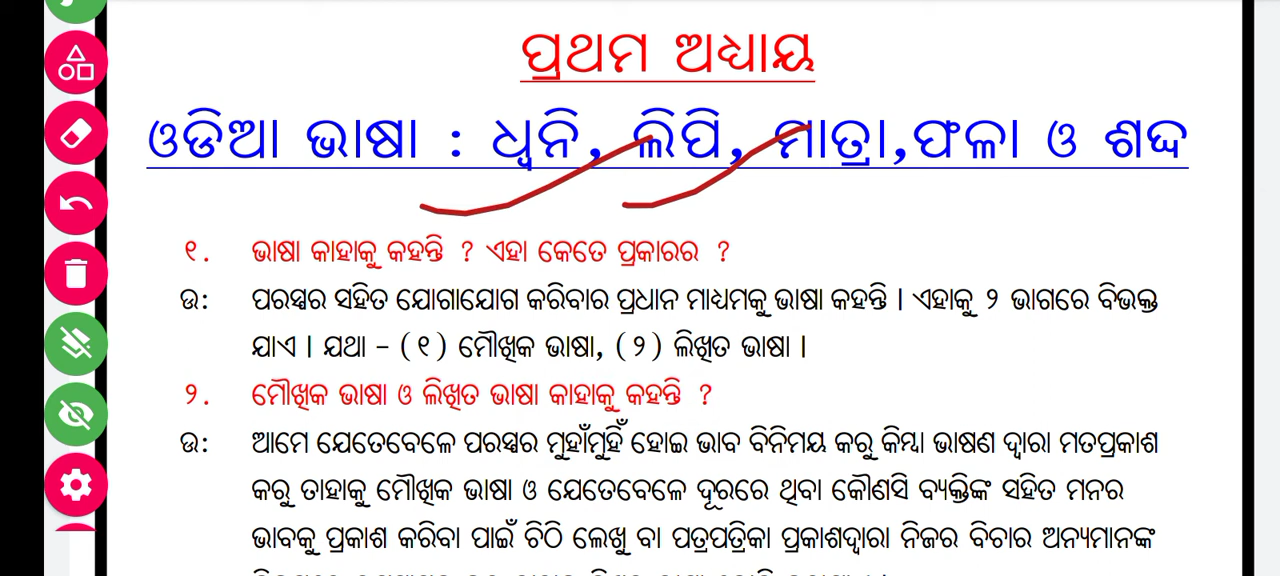 ପ୍ରଥମ ଅଧ୍ୟାୟ
ଓଡିଆ ଭାଷା : ଧ୍ୱନି, ଲିପି, ମାତ୍ରା,ଫଳା ଓ ଶବ୍ଦ
୧. ଭାଷା କାହାକୁ କହନ୍ତି ? ଏହା କେତେ ପ୍ରକାରର ?
ଉ: ପରସ୍ପର ସହିତ ଯୋଗାଯୋଗ କରିବାର ପ୍ରଧାନ ମାଧ୍ୟମକୁ ଭାଷା କହନ୍ତି । ଏହାକୁ ୨ ଭାଗରେ ବିଭକ୍ତ
ଯାଏ । ଯଥା - (୧) ମୌଖିକ ଭାଷା, (୨) ଲିଖିତ ଭାଷା ।
୨. ମୌଖିକ ଭାଷା ଓ ଲିଖିତ ଭାଷା କାହାକୁ କହନ୍ତି ?
ଉ: ଆମେ ଯେତେବେଳେ ପରସ୍ପର ମୁହାଁମୁହିଁ ହୋଇ ଭାବ ବିନିମୟ କରୁ କିମ୍ବା ଭାଷଣ ଦ୍ୱାରା ମତପ୍ରକାଶ
କରୁ ତାହାକୁ ମୌଖିକ ଭାଷା ଓ ଯେତେବେଳେ ଦୂରରେ ଥିବା କୌଣସି ବ୍ୟକ୍ତିଙ୍କ ସହିତ ମନର
ଭାବକୁ ପ୍ରକାଶ କରିବା ପାଇଁ ଚିଠି ଲେଖୁ ବା ପତ୍ରପତ୍ରିକା ପ୍ରକାଶଦ୍ୱାରା ନିଜର ବିଚାର ଅନ୍ୟମାନଙ୍କ